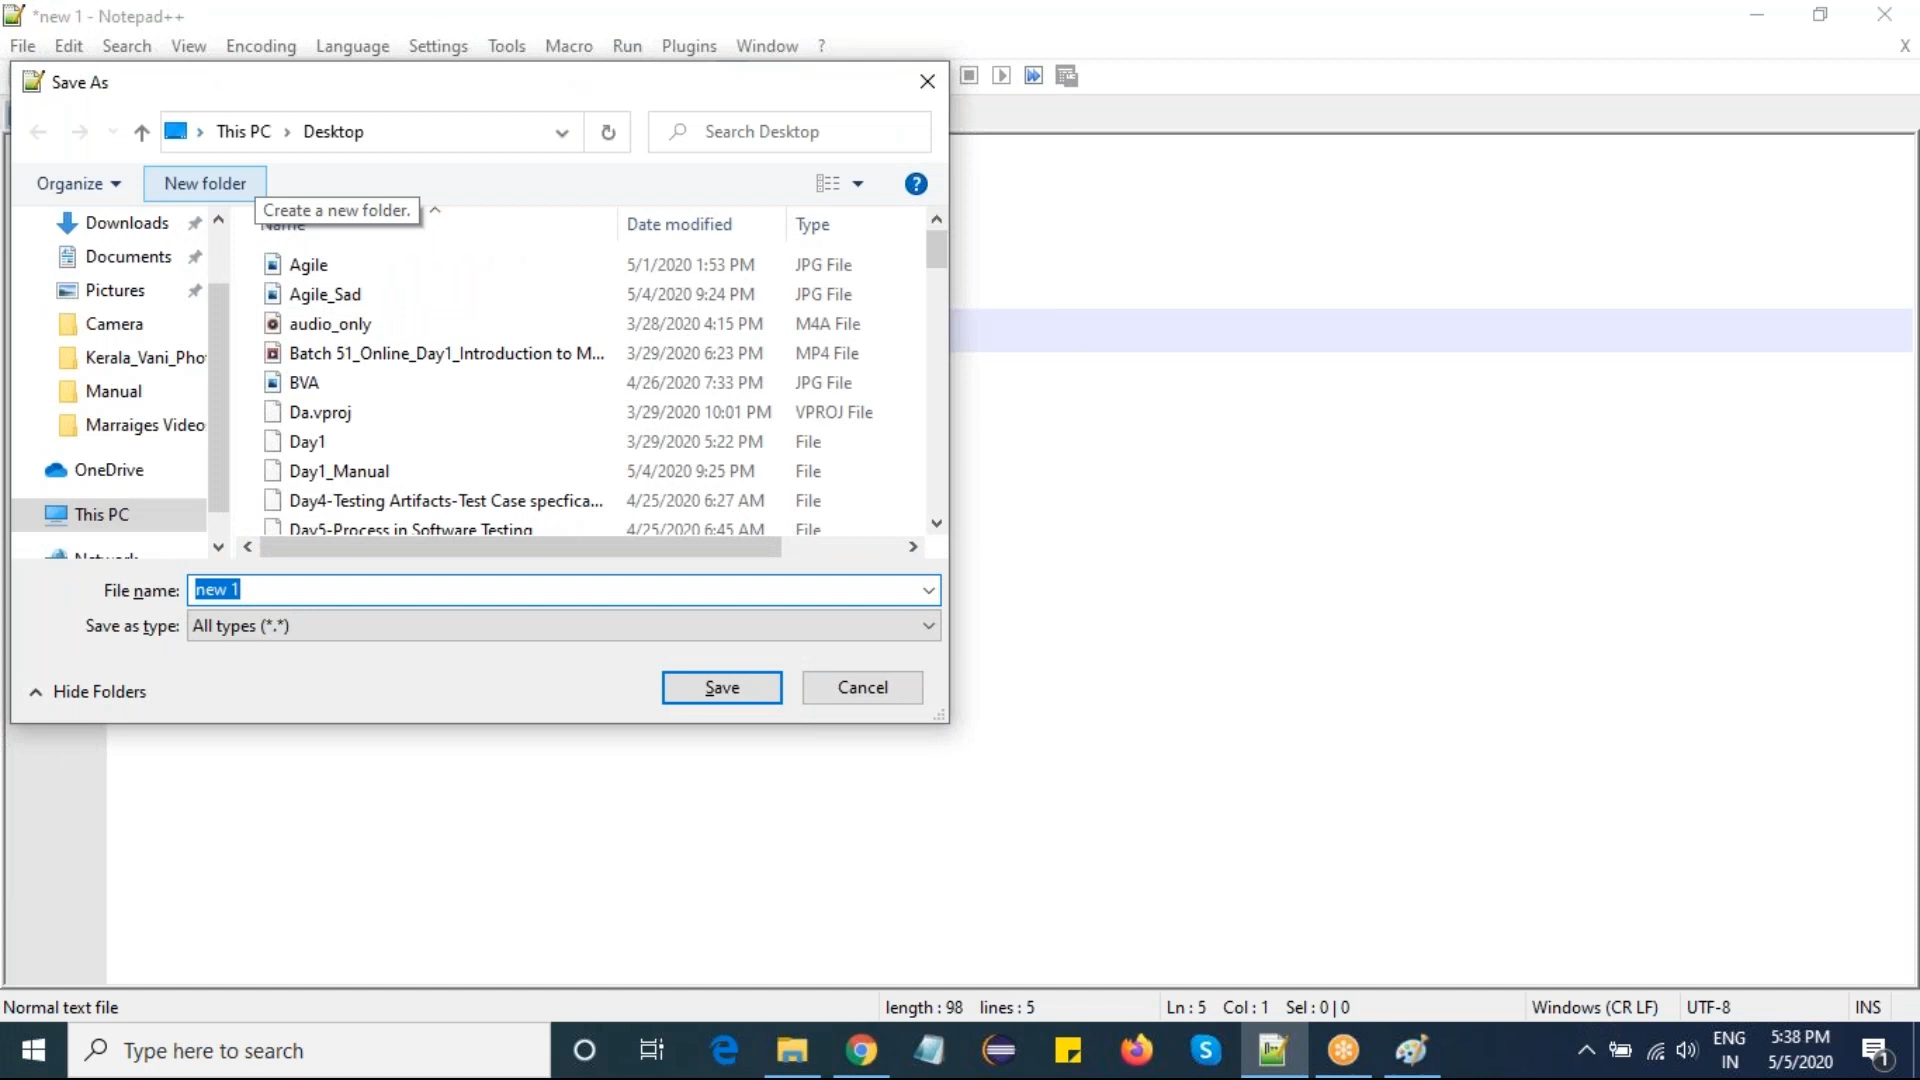 *new 1 - Notepad++
File Edit Search View Encoding Language Settings Tools Macro Run Plugins Window ? X
Save As
This PC Desktop
Search Desktop
Organize New folder
Create a new folder.
Name Date modified Type
Downloads
Documents
Pictures
Camera
Kerala_Vani_Pho
Manual
Marraiges Video
OneDrive
This PC
Network
Agile 5/1/2020 1:53 PM JPG File
Agile_Sad 5/4/2020 9:24 PM JPG File
audio_only 3/28/2020 4:15 PM M4A File
Batch 51_Online_Day1_Introduction to M... 3/29/2020 6:23 PM MP4 File
BVA 4/26/2020 7:33 PM JPG File
Da.vproj 3/29/2020 10:01 PM VPROJ File
Day1 3/29/2020 5:22 PM File
Day1_Manual 5/4/2020 9:25 PM File
Day4-Testing Artifacts-Test Case specfica... 4/25/2020 6:27 AM File
Day5-Process in Software Testing 4/25/2020 6:45 AM File
File name: new 1
Save as type: All types (*.*)
Hide Folders Save Cancel
Normal text file length : 98 lines : 5 Ln : 5 Col : 1 Sel : 0 | 0 Windows (CR LF) UTF-8 INS
Type here to search
ENG
IN
5:38 PM
5/5/2020
1